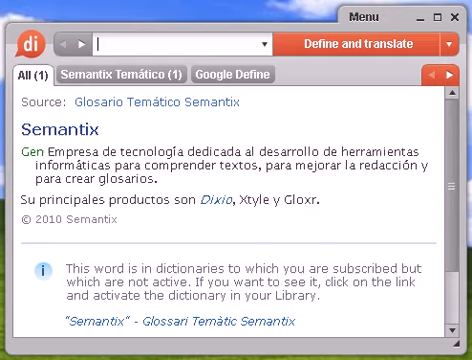 Menu
di
Define and translate
All (1) Semantix Temático (1) Google Define
Source: Glosario Temático Semantix
Semantix
Gen Empresa de tecnología dedicada al desarrollo de herramientas
informáticas para comprender textos, para mejorar la redacción y
para crear glosarios.
Su principales productos son Dixio, Xtyle y Gloxr.
© 2010 Semantix
i
This word is in dictionaries to which you are subscribed but
which are not active. If you want to see it, click on the link
and activate the dictionary in your Library.
"Semantix" - Glossari Temàtic Semantix